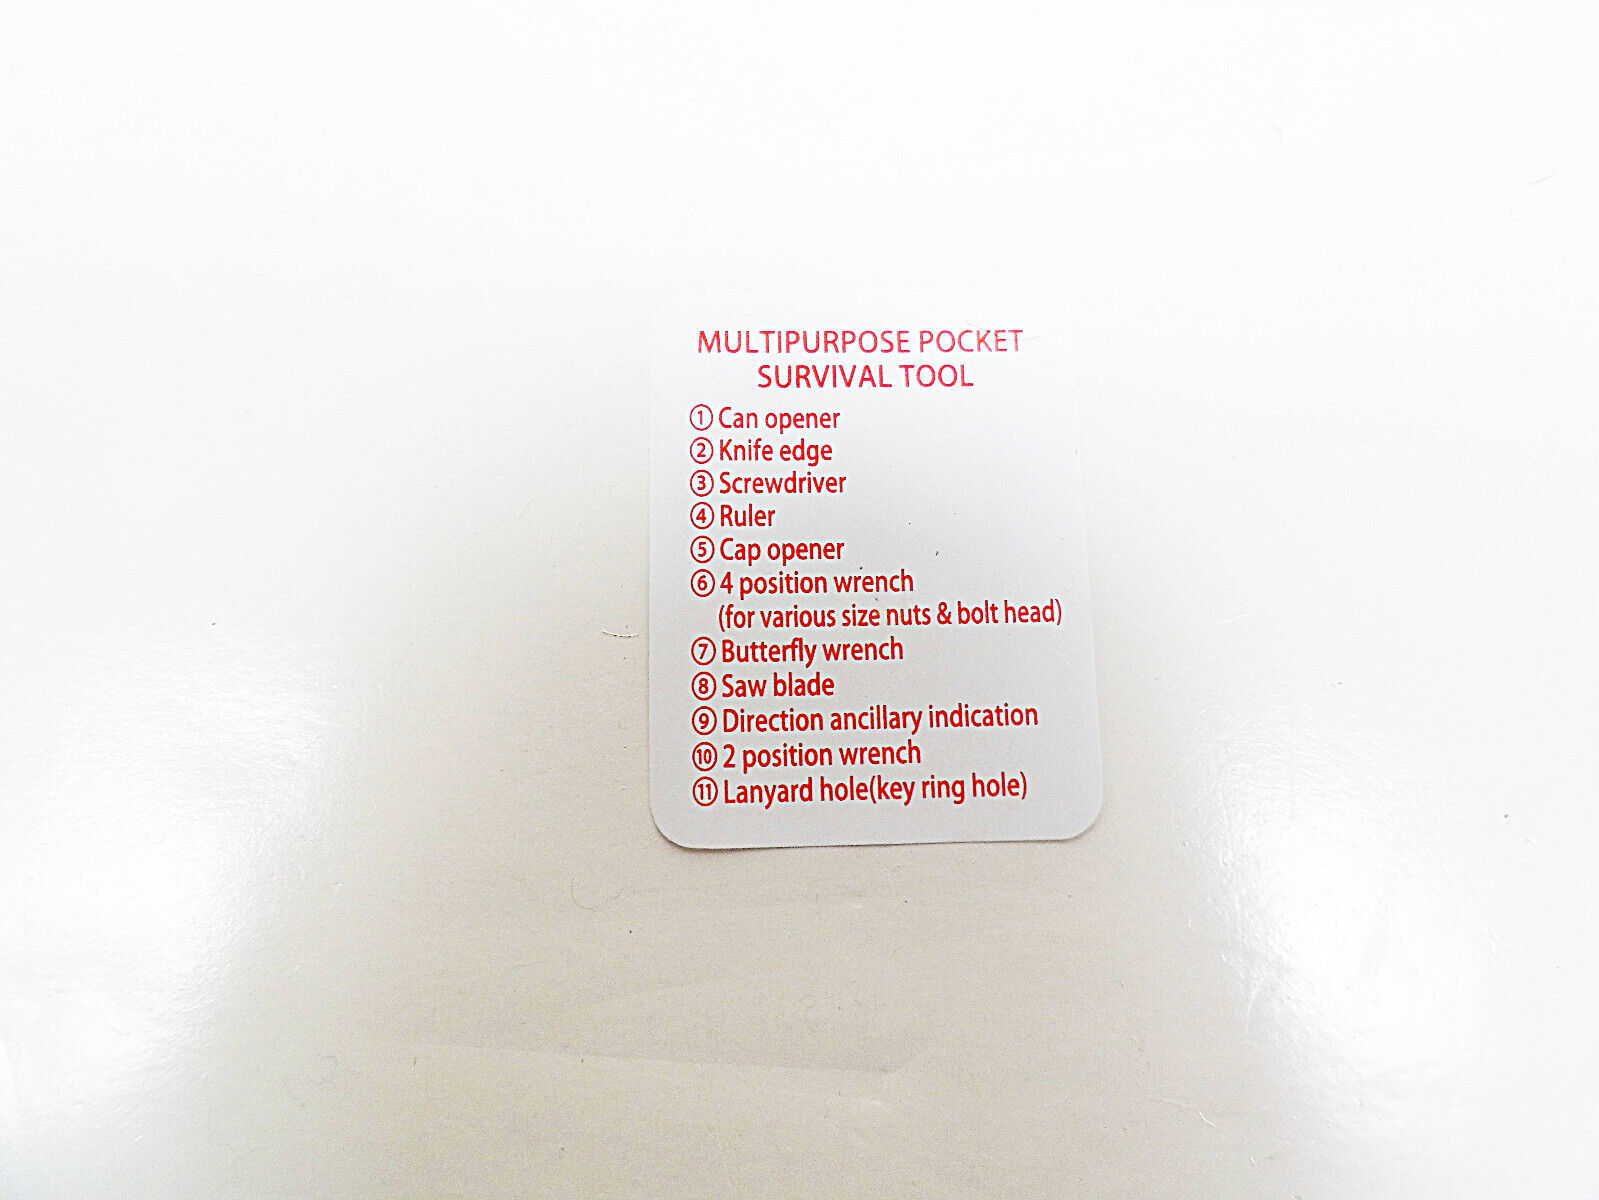 MULTIPURPOSE POCKET
SURVIVAL TOOL
① Can opener
② Knife edge
③ Screwdriver
④ Ruler
⑤ Cap opener
⑥ 4 position wrench
(for various size nuts & bolt head)
⑦ Butterfly wrench
⑧ Saw blade
⑨ Direction ancillary indication
⑩ 2 position wrench
⑪ Lanyard hole(key ring hole)